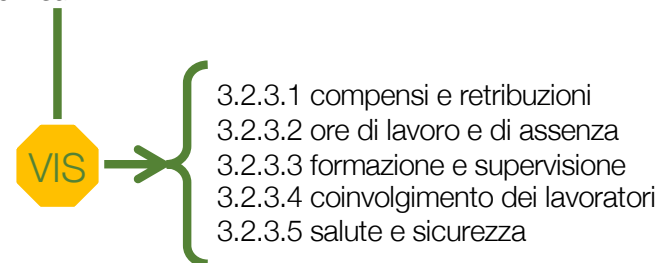 VIS
3.2.3.1 compensi e retribuzioni
3.2.3.2 ore di lavoro e di assenza
3.2.3.3 formazione e supervisione
3.2.3.4 coinvolgimento dei lavoratori
3.2.3.5 salute e sicurezza